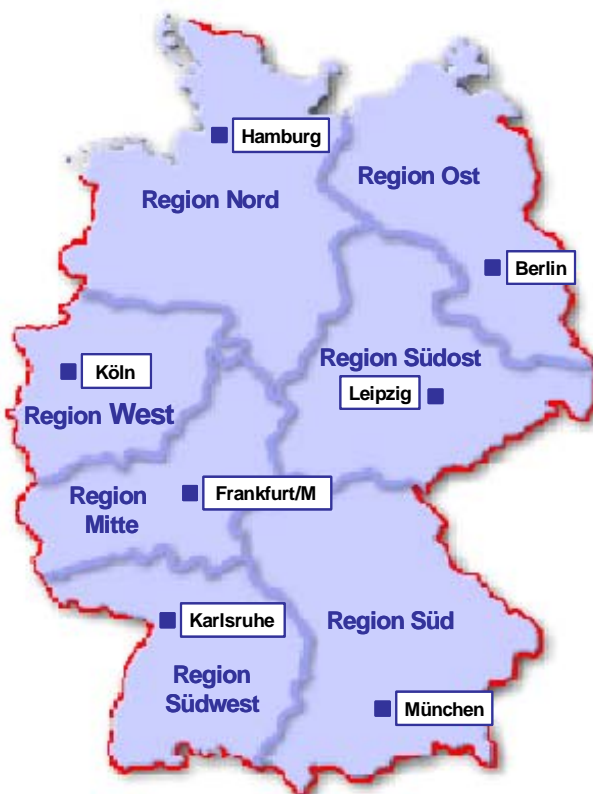 Hamburg
Region Ost
Region Nord
Berlin
Region Südost
Köln
Leipzig
Region West
Region
Mitte
Frankfurt/M
Karlsruhe
Region Süd
Region
Südwest
München